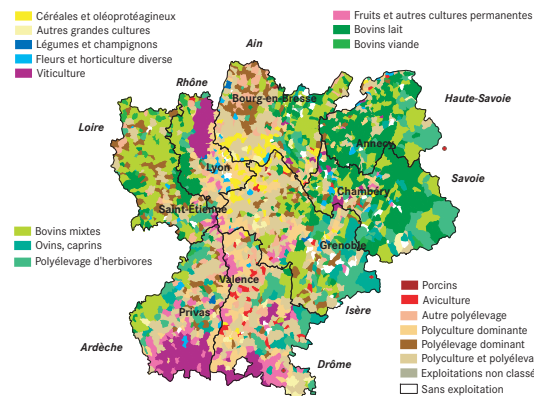 Céréales et oléoprotéagineux
Autres grandes cultures
Légumes et champignons
Fleurs et horticulture diverse
Viticulture
Fruits et autres cultures permanentes
Bovins lait
Bovins viande
Ain
Rhône
Bourg-en-Bresse
Haute-Savoie
Loire
Annecy
Lyon
Savoie
Chambéry
Saint-Étienne
Bovins mixtes
Ovins, caprins
Polyélevage d'herbivores
Grenoble
Valence
Privas
Isère
Ardèche
Drôme
Porcins
Aviculture
Autre polyélevage
Polyculture dominante
Polyélevage dominant
Polyculture et polyéleva
Exploitations non classé
Sans exploitation